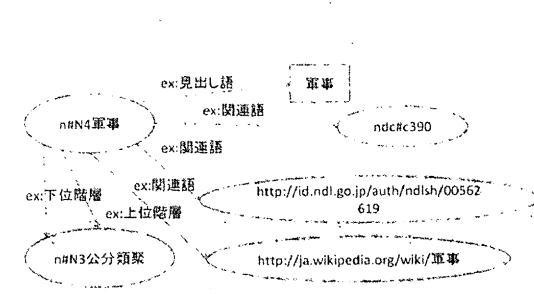 ex:見出し語
軍事
ex:関連語
n#N4軍事
ndc#c390
ex:関連語
ex:関連語
http://id.ndl.go.jp/auth/ndlsh/00562
619
ex:下位階層
ex:上位階層
n#N3公分類聚
http://ja.wikipedia.org/wiki/軍事